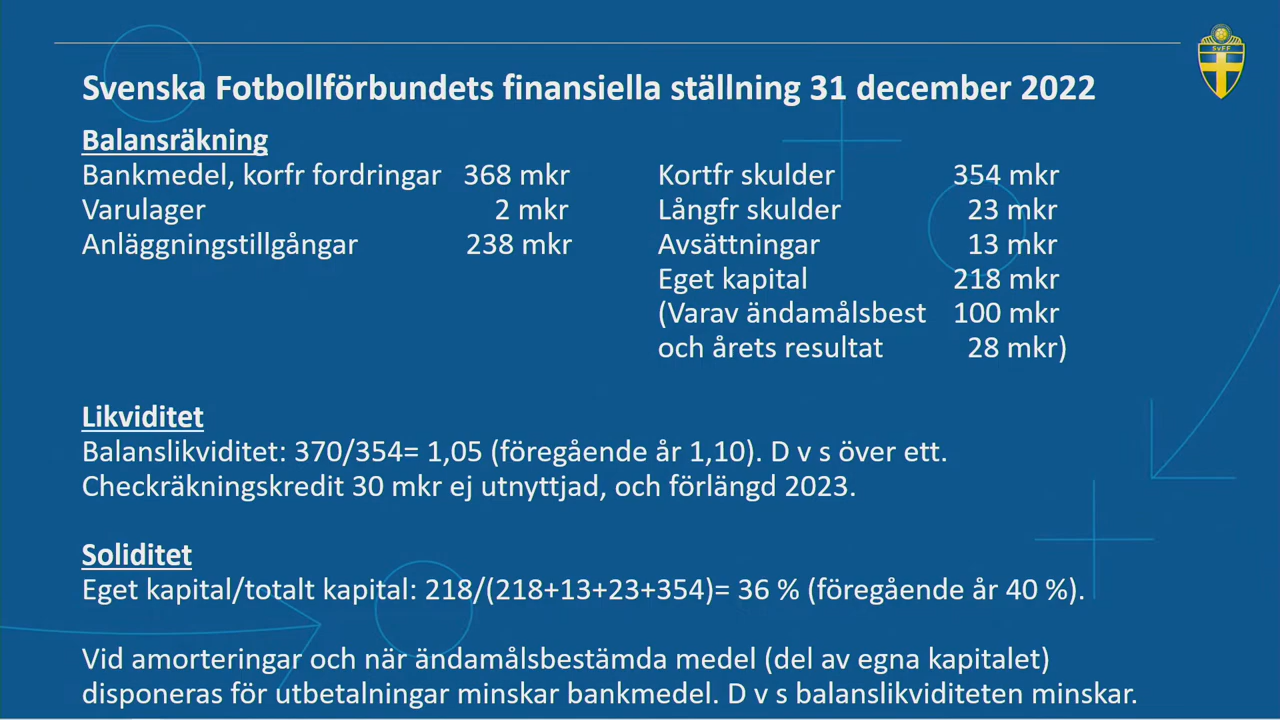 SvFF
Svenska Fotbollförbundets finansiella ställning 31 december 2022
Balansräkning
Bankmedel, korfr fordringar 368 mkr
Varulager 2 mkr
Anläggningstillgångar 238 mkr
Kortfr skulder 354 mkr
Långfr skulder 23 mkr
Avsättningar 13 mkr
Eget kapital 218 mkr
(Varav ändamålsbest 100 mkr
och årets resultat 28 mkr)
Likviditet
Balanslikviditet: 370/354= 1,05 (föregående år 1,10). D v s över ett.
Checkräkningskredit 30 mkr ej utnyttjad, och förlängd 2023.
Soliditet
Eget kapital/totalt kapital: 218/(218+13+23+354)= 36 % (föregående år 40 %).
Vid amorteringar och när ändamålsbestämda medel (del av egna kapitalet)
disponeras för utbetalningar minskar bankmedel. D v s balanslikviditeten minskar.